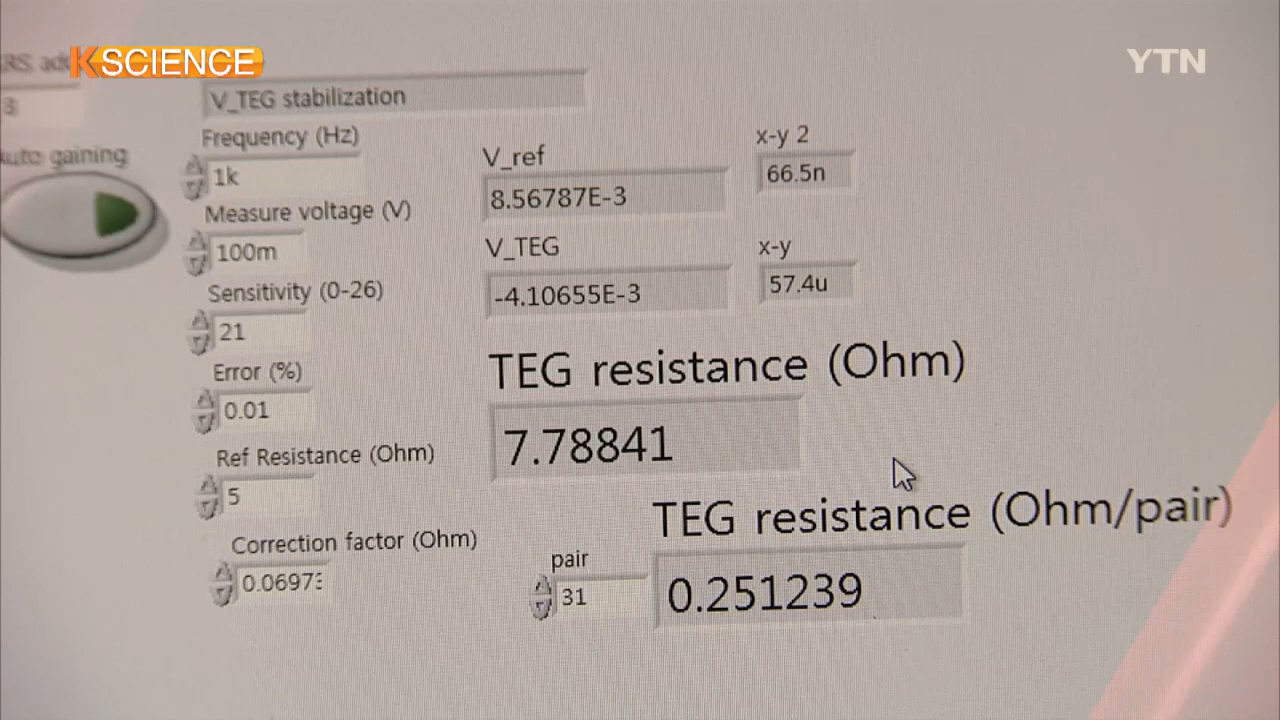 KSCIENCE
YTN
V_TEG stabilization
Frequency (Hz)
1k
Auto gaining
Measure voltage (V)
100m
Sensitivity (0-26)
21
Error (%)
0.01
Ref Resistance (Ohm)
5
Correction factor (Ohm)
0.0697
V_ref
8.56787E-3
x-y 2
66.5n
V_TEG
-4.10655E-3
x-y
57.4u
TEG resistance (Ohm)
7.78841
TEG resistance (Ohm/pair)
pair
31
0.251239